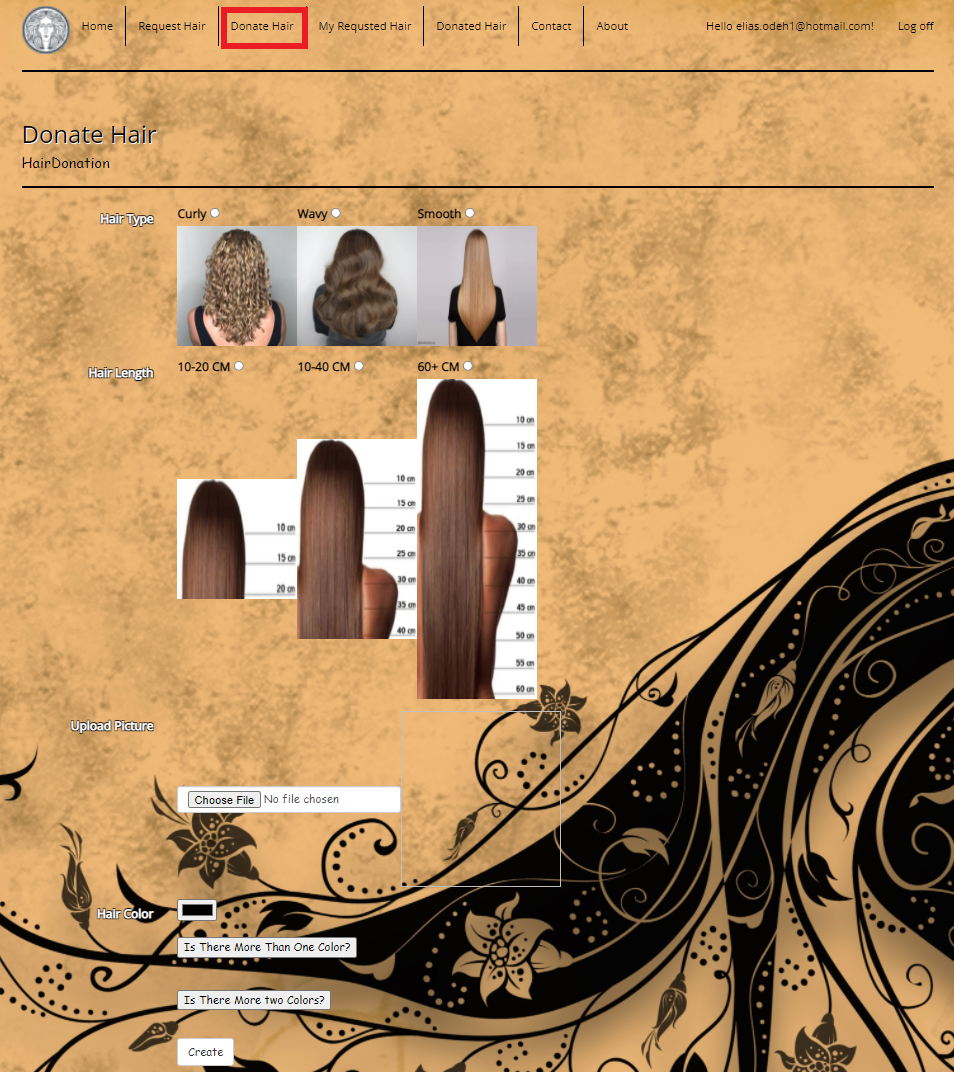 Home Request Hair Donate Hair My Requsted Hair Donated Hair Contact About Hello elias.odeh1@hotmail.com! Log off
Donate Hair
HairDonation
Hair Type Curly Wavy Smooth
Hair Length 10-20 CM 10-40 CM 60+ CM
10 cm
15 cm
20 cm
10 cm
15 cm
20 cm
25 cm
30 cm
35 cm
40 cm
10 cm
15 cm
20 cm
25 cm
30 cm
35 cm
40 cm
45 cm
50 cm
55 cm
60 cm
Upload Picture
Choose File No file chosen
Hair Color
Is There More Than One Color?
Is There More two Colors?
Create